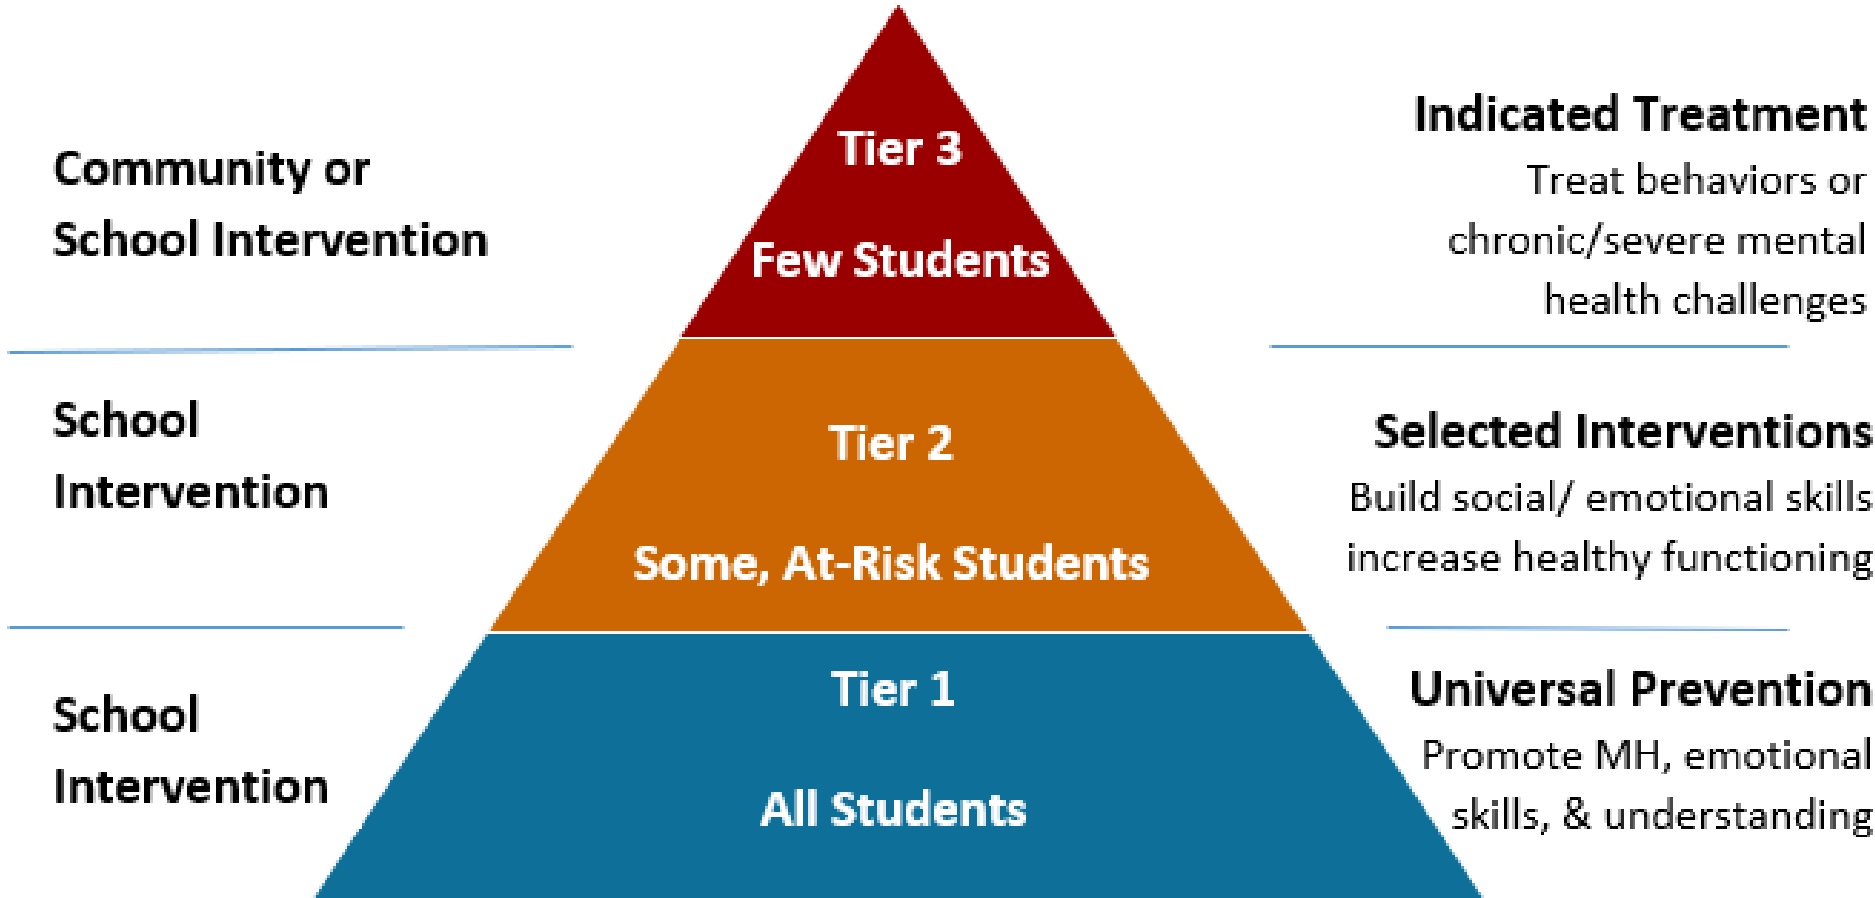 Community or
School Intervention
Tier 3
Few Students
Indicated Treatment
Treat behaviors or
chronic/severe mental
health challenges
School
Intervention
Tier 2
Some, At-Risk Students
Selected Interventions
Build social/ emotional skills
increase healthy functioning
School
Intervention
Tier 1
All Students
Universal Prevention
Promote MH, emotional
skills, & understanding